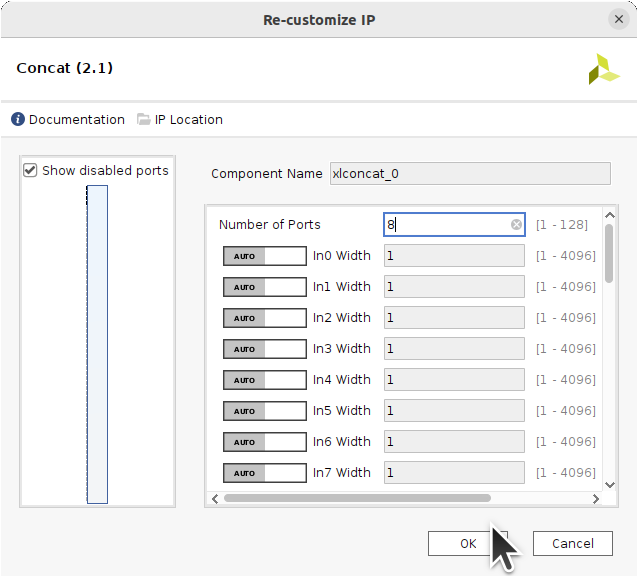 Re-customize IP
Concat (2.1)
Documentation IP Location
Show disabled ports
Component Name xlconcat_0
Number of Ports 8 [1 - 128]
AUTO In0 Width 1 [1 - 4096]
AUTO In1 Width 1 [1 - 4096]
AUTO In2 Width 1 [1 - 4096]
AUTO In3 Width 1 [1 - 4096]
AUTO In4 Width 1 [1 - 4096]
AUTO In5 Width 1 [1 - 4096]
AUTO In6 Width 1 [1 - 4096]
AUTO In7 Width 1 [1 - 4096]
OK Cancel